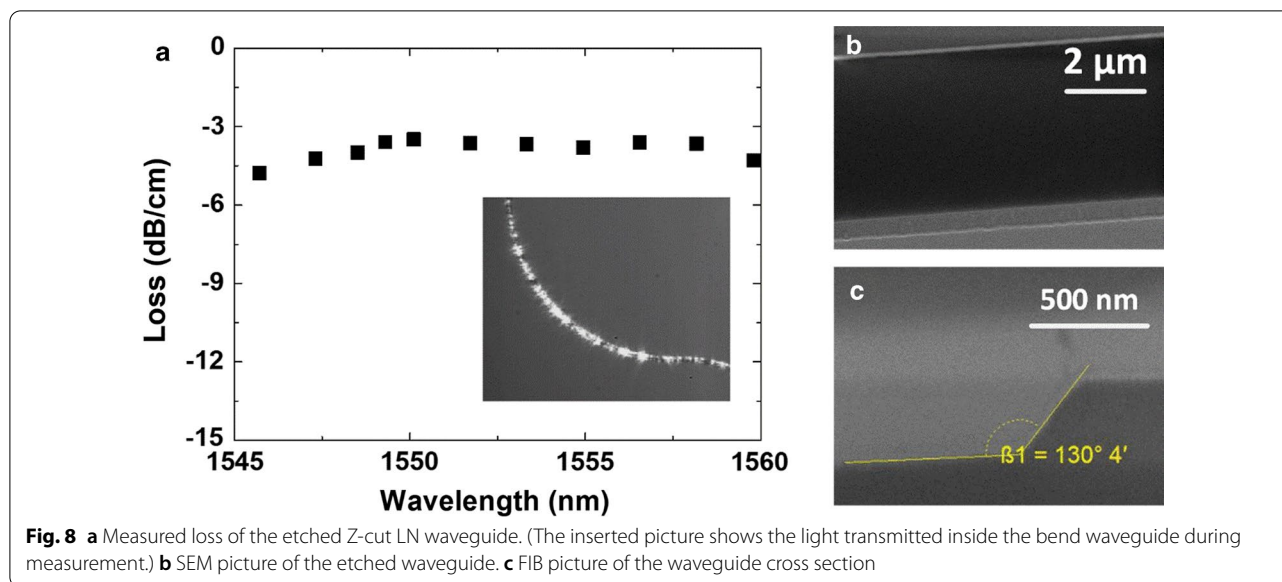 a
0
-3
-6
-9
-12
-15
Loss (dB/cm)
1545
1550
1555
1560
Wavelength (nm)
b
2 µm
c
500 nm
ß1 = 130° 4′
Fig. 8 a Measured loss of the etched Z-cut LN waveguide. (The inserted picture shows the light transmitted inside the bend waveguide during
measurement.) b SEM picture of the etched waveguide. c FIB picture of the waveguide cross section